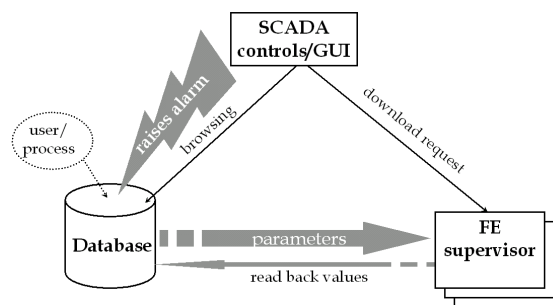 SCADA
controls/GUI
raises alarm
browsing
download request
user/
process
Database
parameters
read back values
FE
supervisor